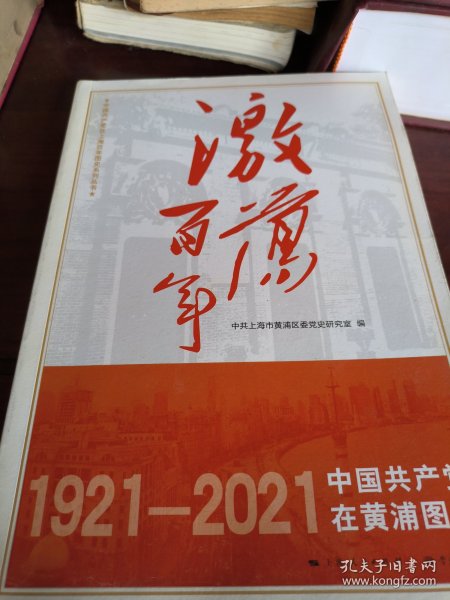 激荡
百年
中共上海市黄浦区委党史研究室 编
1921—2021
中国共产党
在黄浦图
孔夫子旧书网
www.kongfz.com